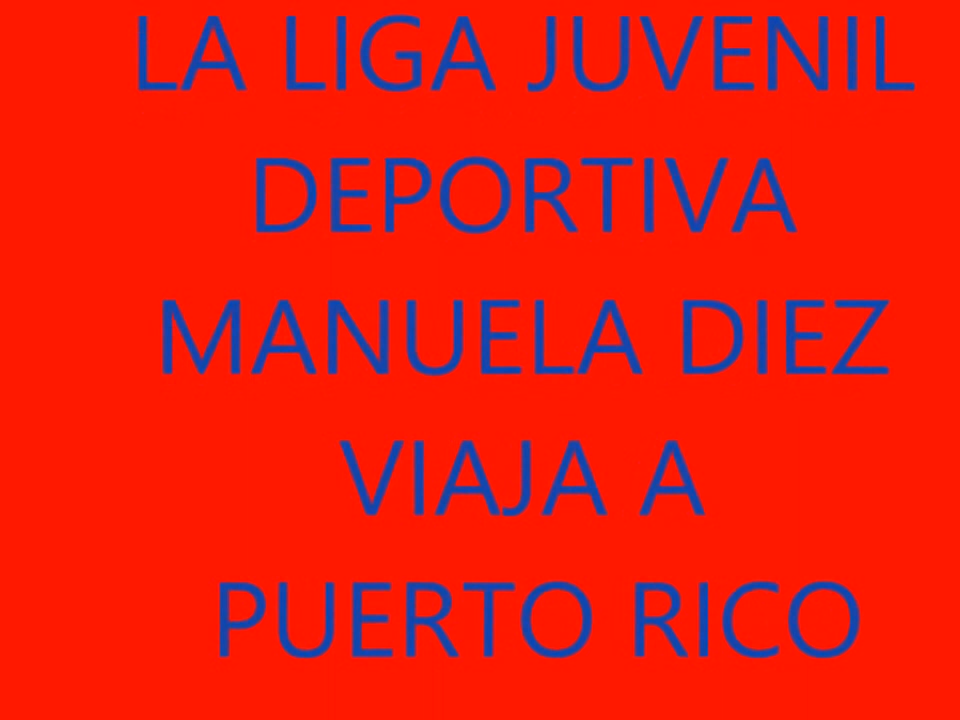 LA LIGA JUVENIL
DEPORTIVA
MANUELA DIEZ
VIAJA A
PUERTO RICO